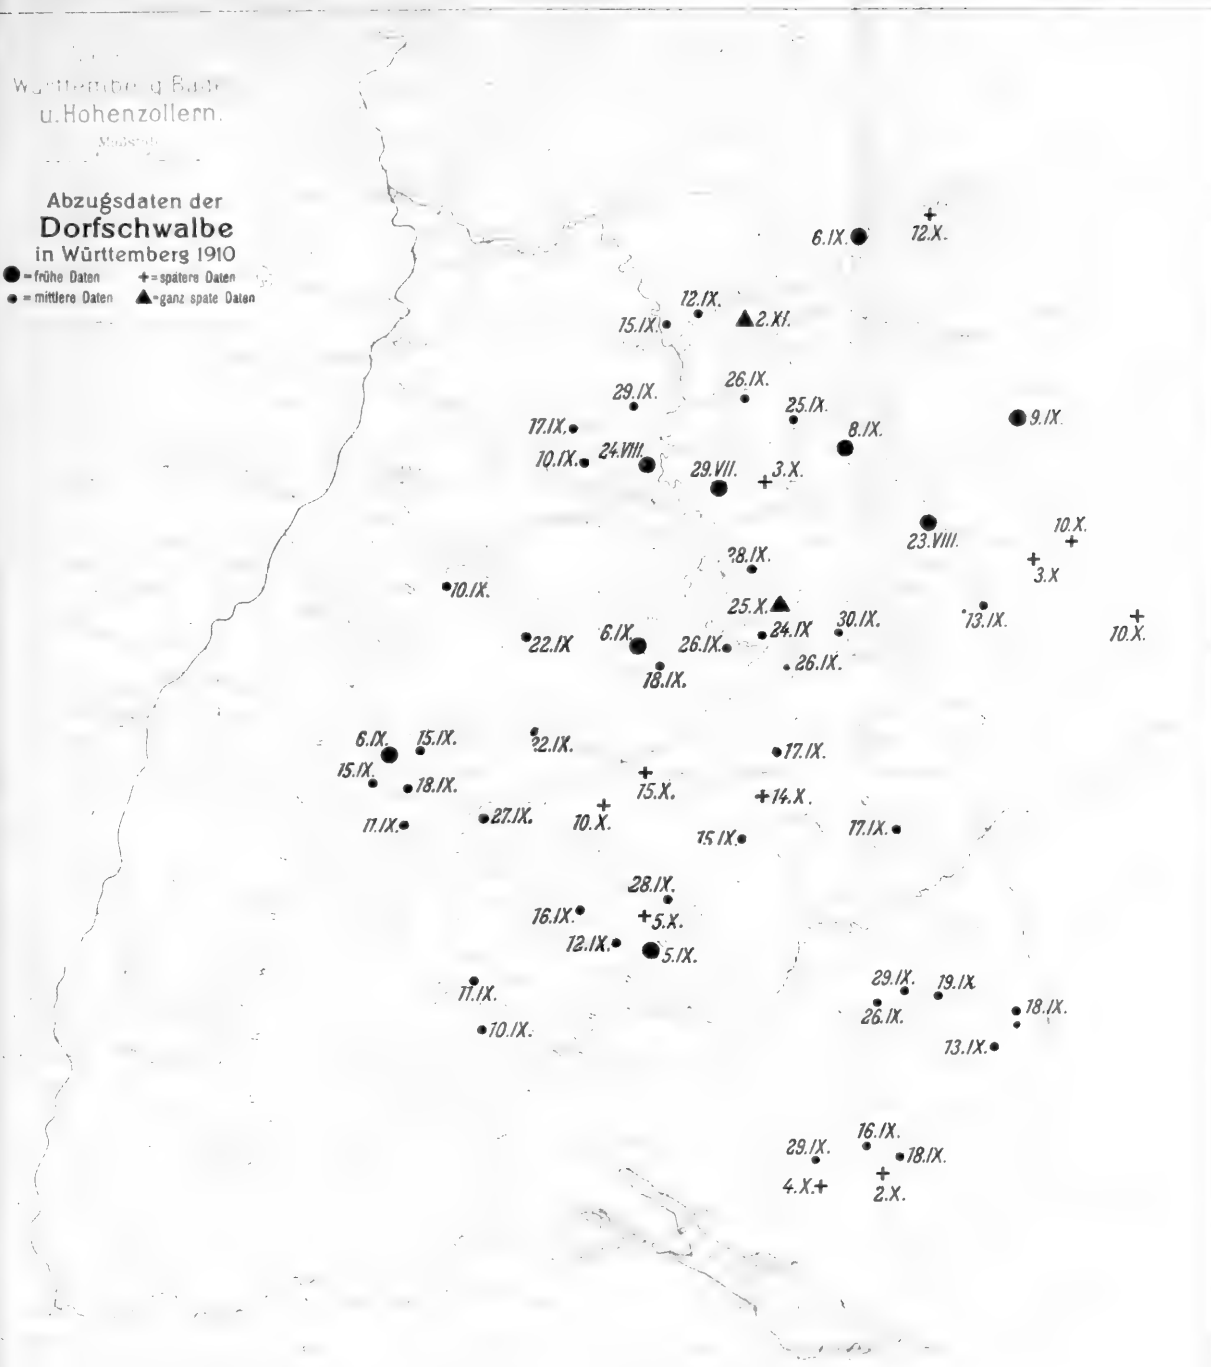 u. Hohenzollern.
Abzugsdaten der
Dorfschwalbe
in Württemberg 1910
= frühe Daten += spätere Daten
= mittlere Daten =ganz späte Daten
12.X.
6.IX.
12.IX.
15.IX. 2.XI.
26.IX.
29.IX.
25.IX.
9.IX.
17.IX. 8.IX.
24.VIII.
10.IX. 29.VII. 3.X.
10.X.
23.VIII.
28.IX.
3.X
10.IX.
25.X.
30.IX. 13.IX.
6.IX. 24.IX 10.X.
22.IX 26.IX.
26.IX.
18.IX.
6.IX. 15.IX.
22.IX. 17.IX.
15.IX.
18.IX. 15.X. 14.X.
27.IX. 10.X.
11.IX. 17.IX.
15.IX.
28.IX.
16.IX. 5.X.
12.IX. 5.IX.
29.IX. 19.IX
11.IX.
18.IX.
26.IX.
10.IX.
13.IX.
16.IX.
29.IX. 18.IX.
4.X.
2.X.